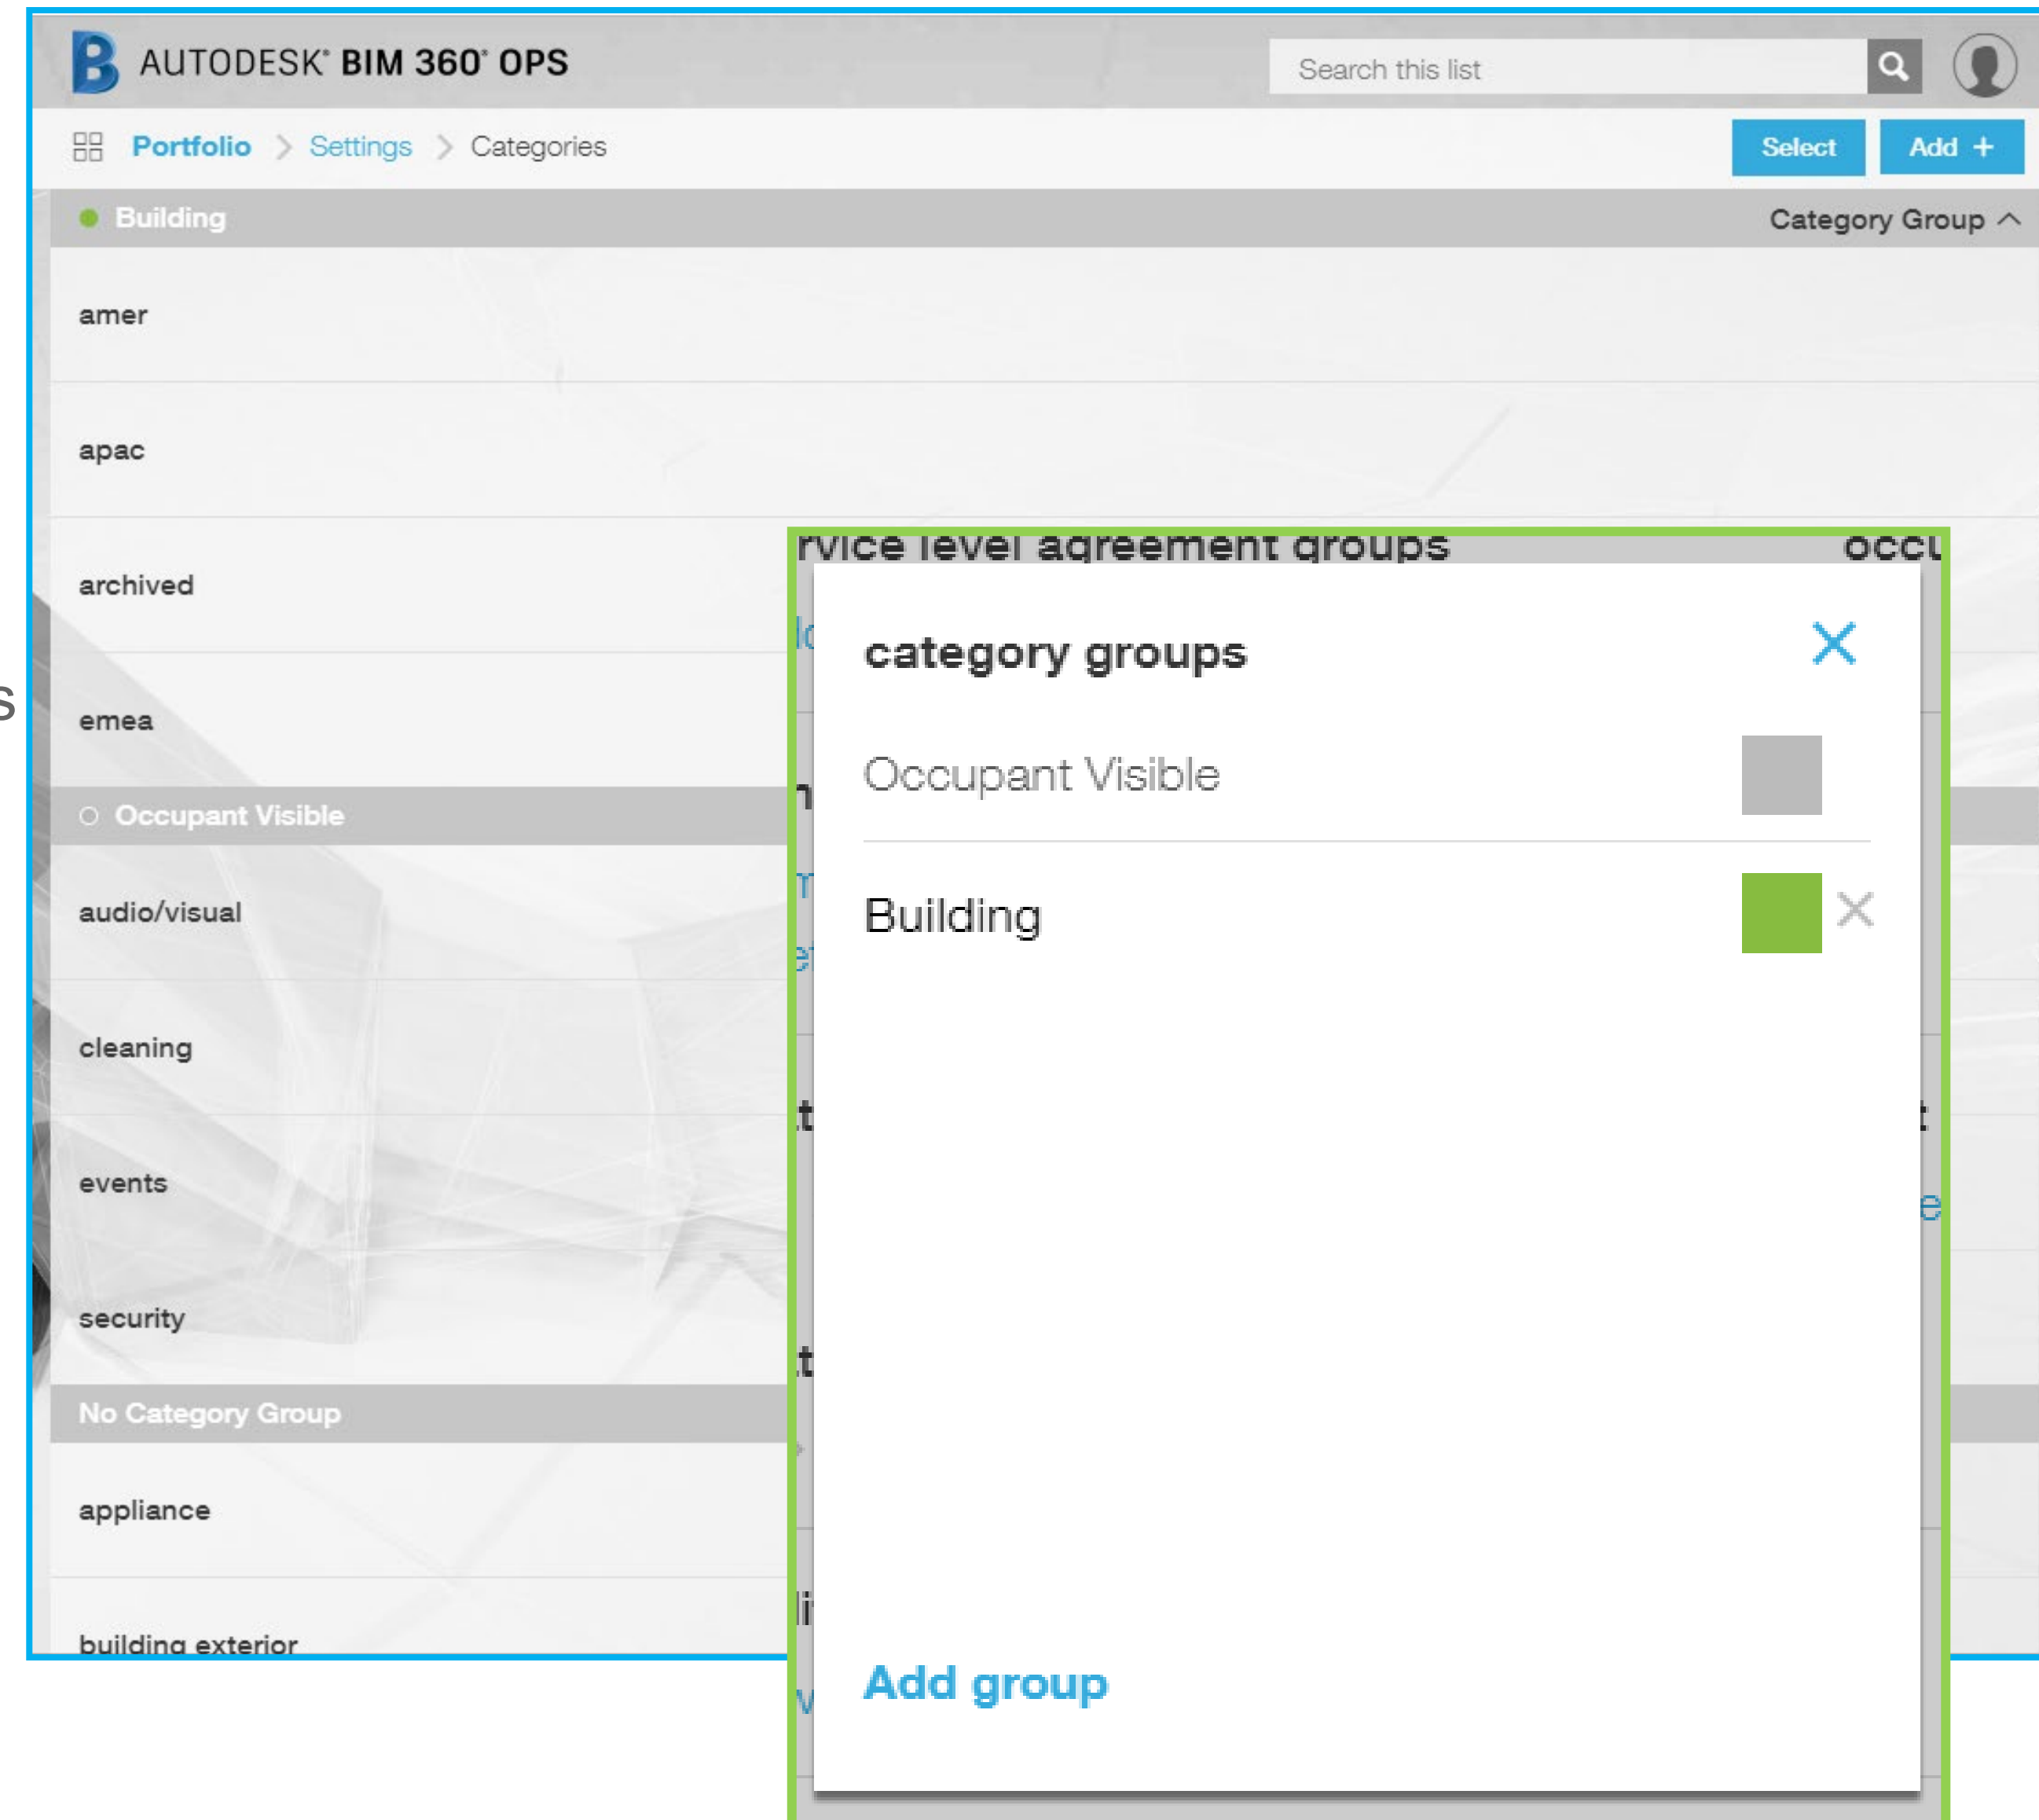 AUTODESK® BIM 360® OPS
Search this list
Portfolio > Settings > Categories
Select
Add +
Building
Category Group
amer
apac
archived
emea
Occupant Visible
audio/visual
cleaning
events
security
No Category Group
appliance
building exterior
level agreement groups
category groups
Occupant Visible
Building
Add group